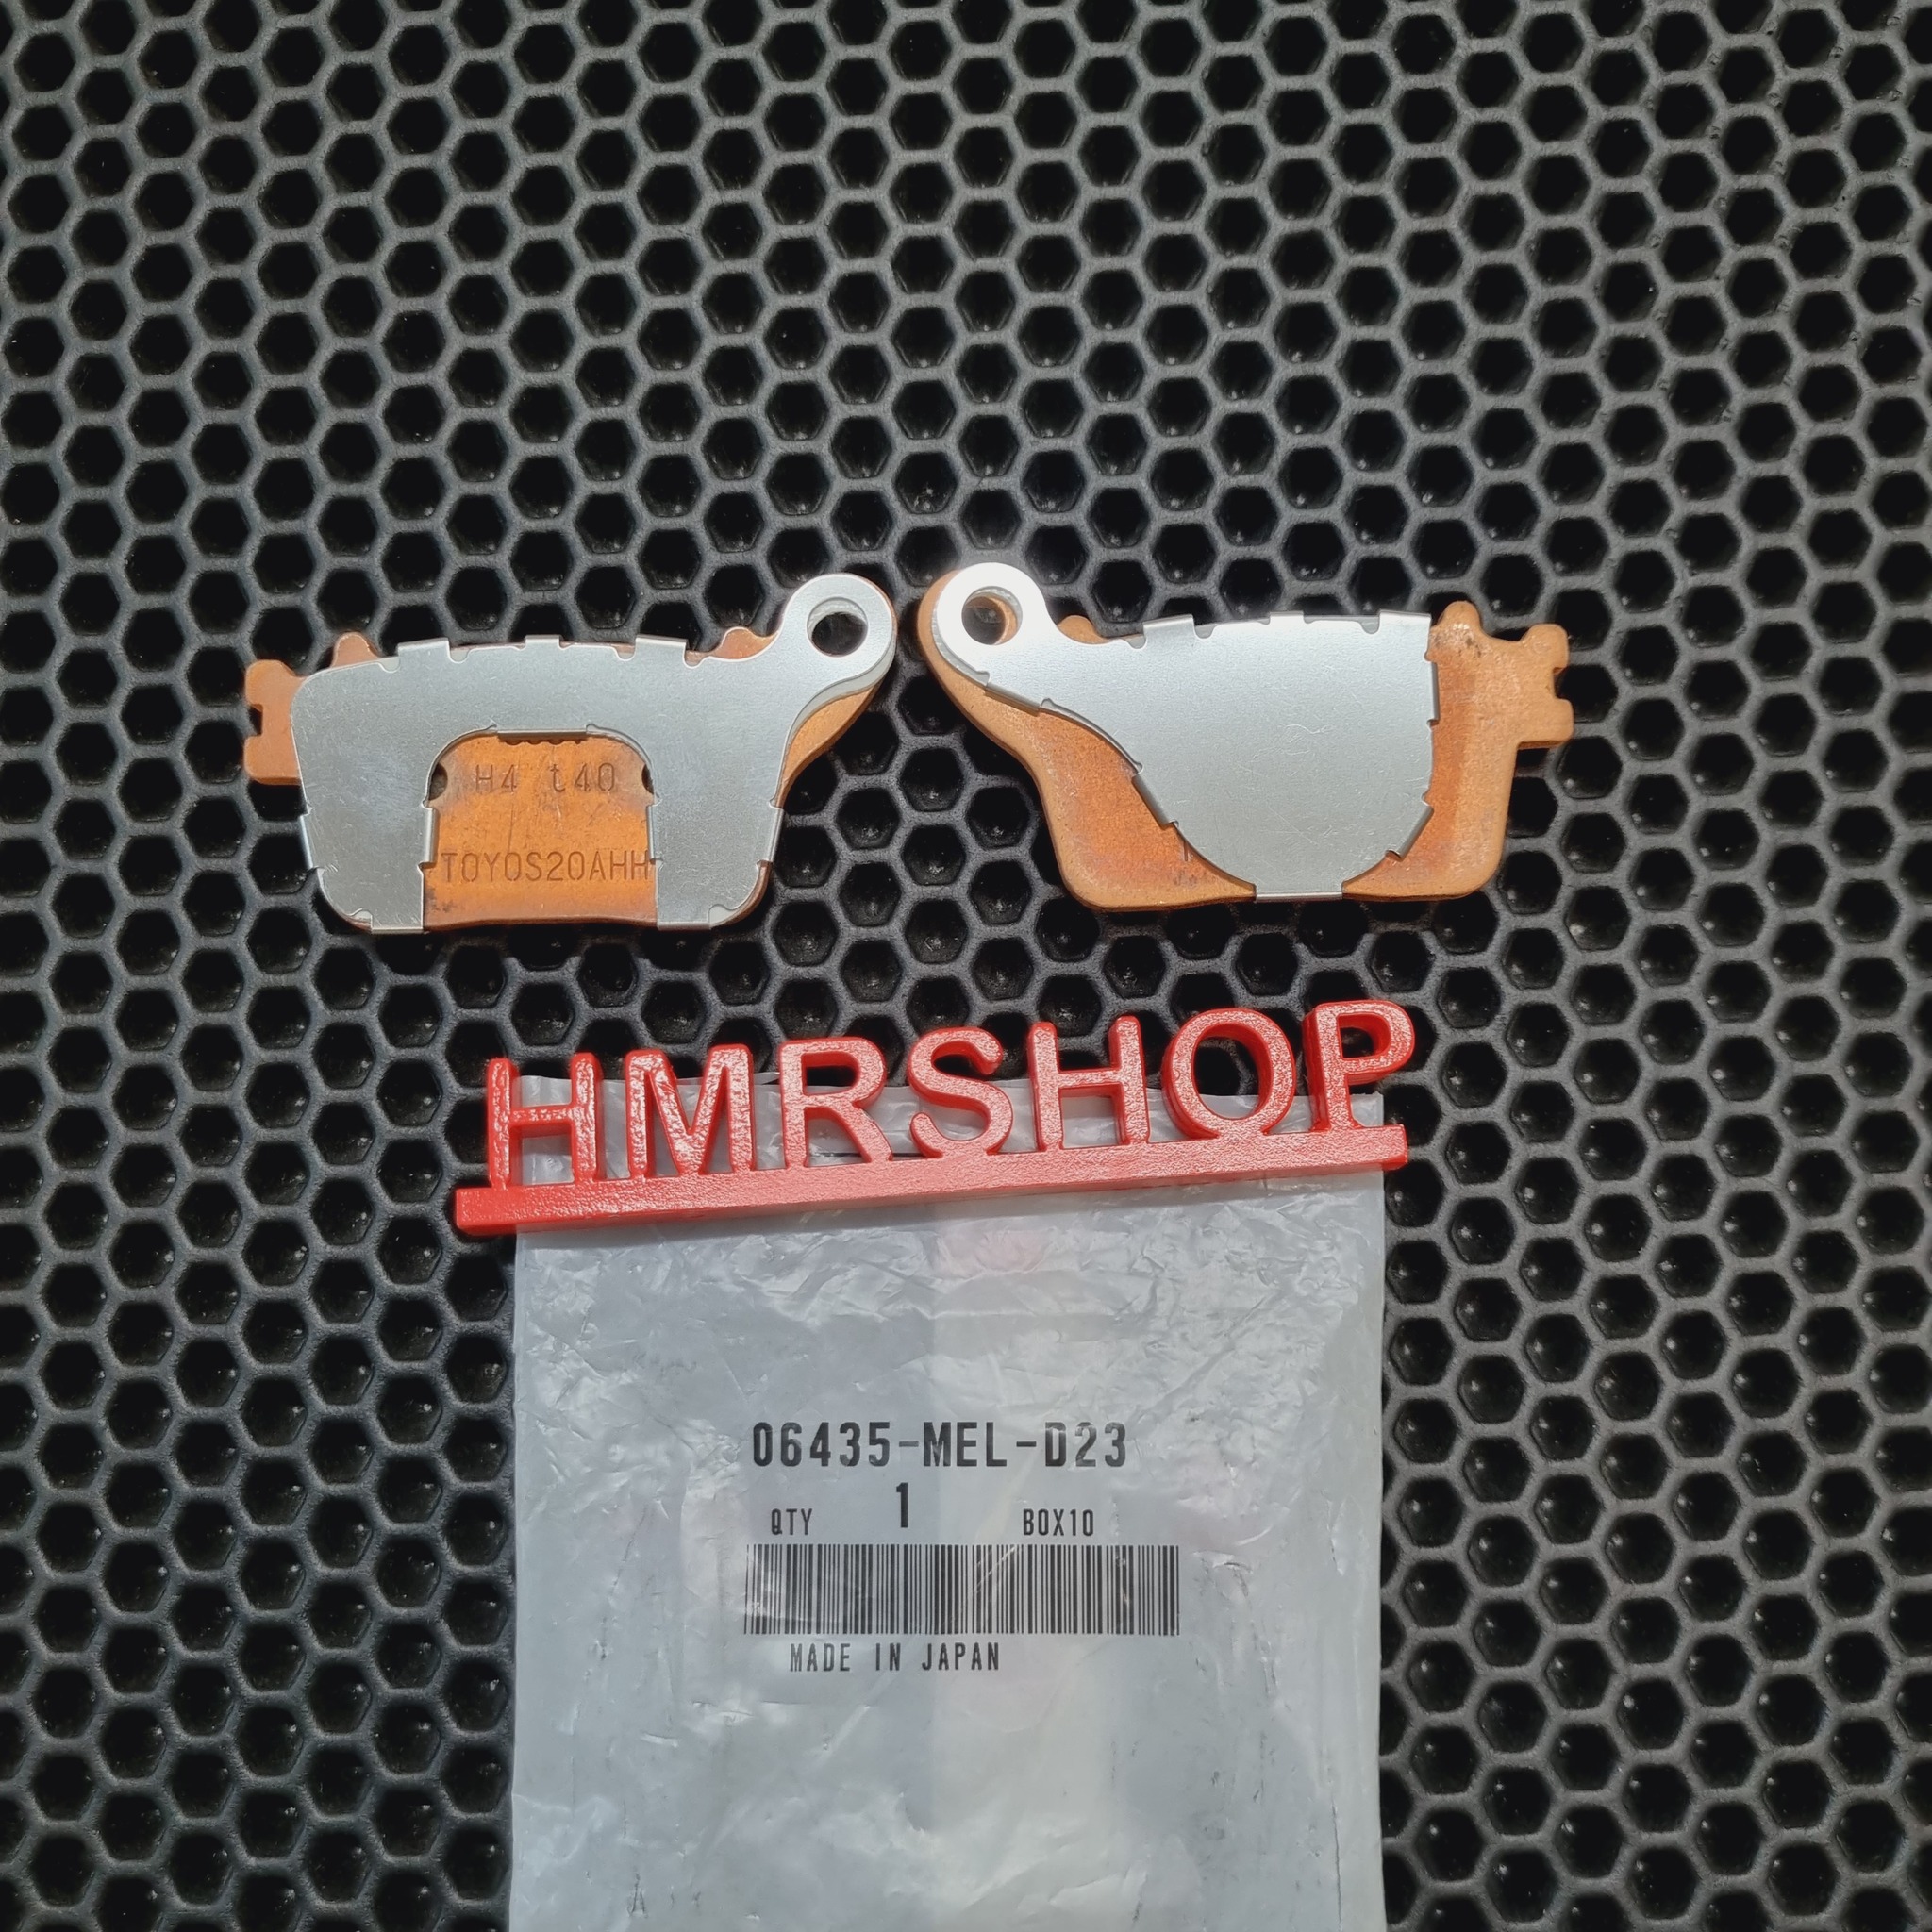 H4 t40
TOYOS20AHH
HMRSHOP
06435-MEL-D23
QTY 1 BOX10
MADE IN JAPAN